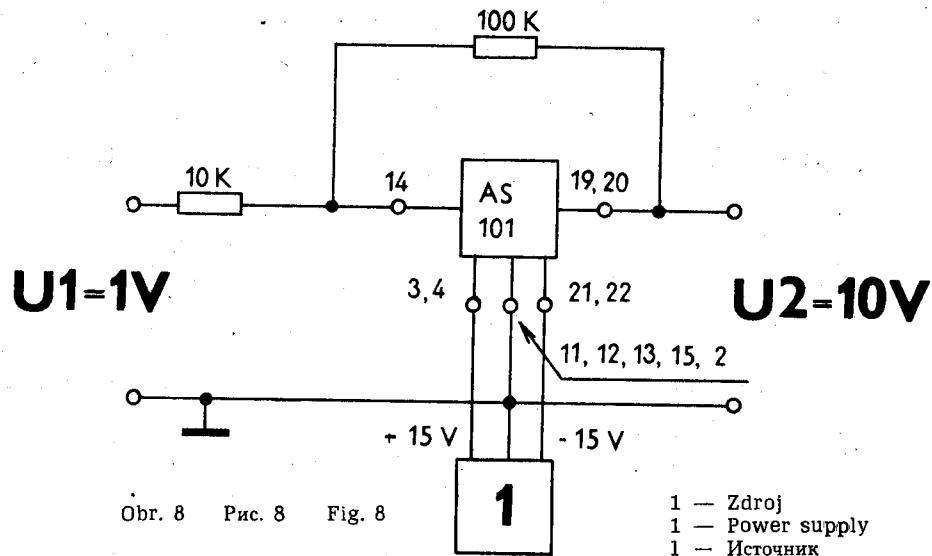 100 K
10 K
14
AS
101
19, 20
U1=1V
3, 4
21, 22
U2=10V
11, 12, 13, 15, 2
+ 15 V
- 15 V
1
Obr. 8 Рис. 8 Fig. 8
1 — Zdroj
1 — Power supply
1 — Источник